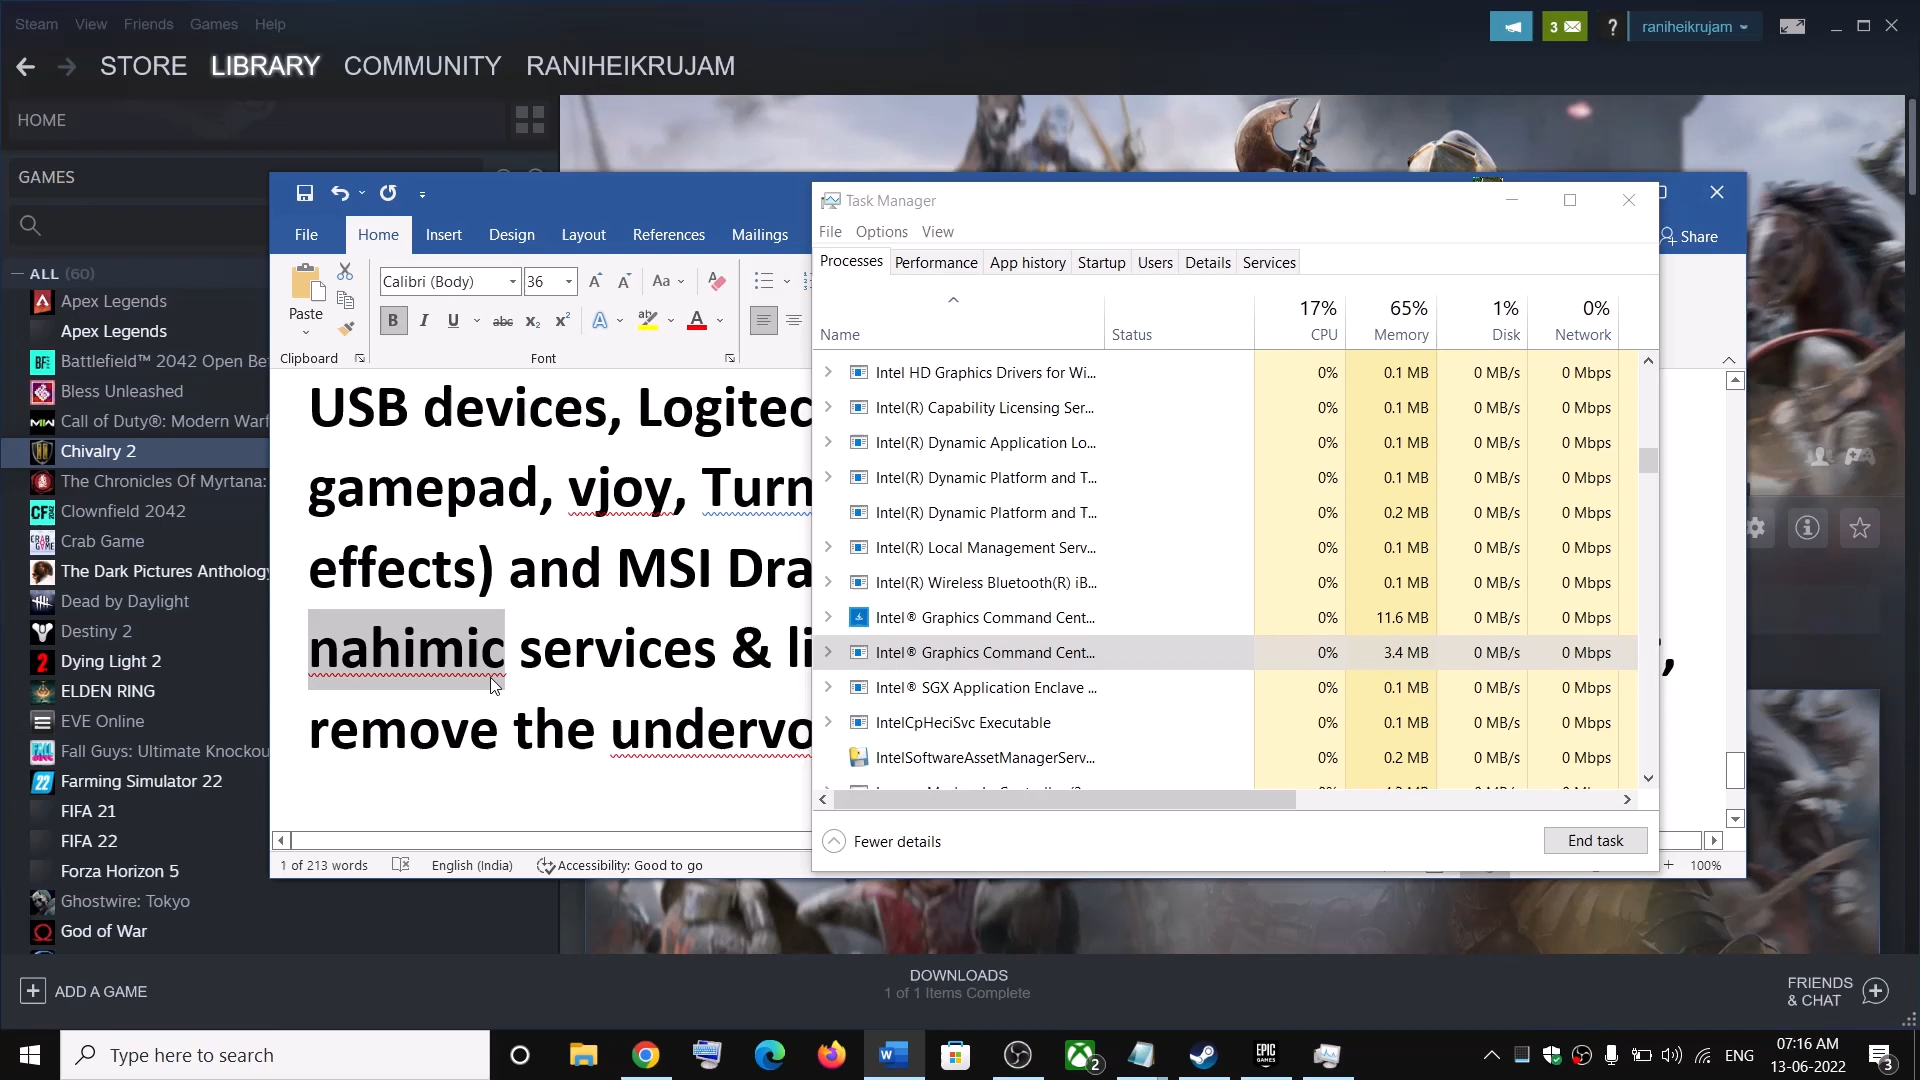 Steam View Friends Games Help
3 ? raniheikrujam
STORE LIBRARY COMMUNITY RANIHEIKRUJAM
HOME
GAMES
ALL (60)
Apex Legends
Apex Legends
Battlefield™ 2042 Open Be
Bless Unleashed
Call of Duty®: Modern Warf
Chivalry 2
The Chronicles Of Myrtana:
Clownfield 2042
Crab Game
The Dark Pictures Anthology
Dead by Daylight
Destiny 2
Dying Light 2
ELDEN RING
EVE Online
Fall Guys: Ultimate Knockou
Farming Simulator 22
FIFA 21
FIFA 22
Forza Horizon 5
Ghostwire: Tokyo
God of War
ADD A GAME
DOWNLOADS
1 of 1 Items Complete
FRIENDS
& CHAT
File Home Insert Design Layout References Mailings
Share
Paste
Calibri (Body) 36
Clipboard Font
USB devices, Logitec
gamepad, vjoy, Turn
effects) and MSI Dra
nahimic services & li
remove the undervo
1 of 213 words English (India) Accessibility: Good to go
100%
Task Manager
File Options View
Processes Performance App history Startup Users Details Services
17% 65% 1% 0%
Name Status CPU Memory Disk Network
Intel HD Graphics Drivers for Wi... 0% 0.1 MB 0 MB/s 0 Mbps
Intel(R) Capability Licensing Ser... 0% 0.1 MB 0 MB/s 0 Mbps
Intel(R) Dynamic Application Lo... 0% 0.1 MB 0 MB/s 0 Mbps
Intel(R) Dynamic Platform and T... 0% 0.1 MB 0 MB/s 0 Mbps
Intel(R) Dynamic Platform and T... 0% 0.2 MB 0 MB/s 0 Mbps
Intel(R) Local Management Serv... 0% 0.1 MB 0 MB/s 0 Mbps
Intel(R) Wireless Bluetooth(R) iB... 0% 0.1 MB 0 MB/s 0 Mbps
Intel® Graphics Command Cent... 0% 11.6 MB 0 MB/s 0 Mbps
Intel® Graphics Command Cent... 0% 3.4 MB 0 MB/s 0 Mbps
Intel® SGX Application Enclave ... 0% 0.1 MB 0 MB/s 0 Mbps
IntelCpHeciSvc Executable 0% 0.1 MB 0 MB/s 0 Mbps
IntelSoftwareAssetManagerServ... 0% 0.2 MB 0 MB/s 0 Mbps
Fewer details
End task
Type here to search
ENG
07:16 AM
13-06-2022